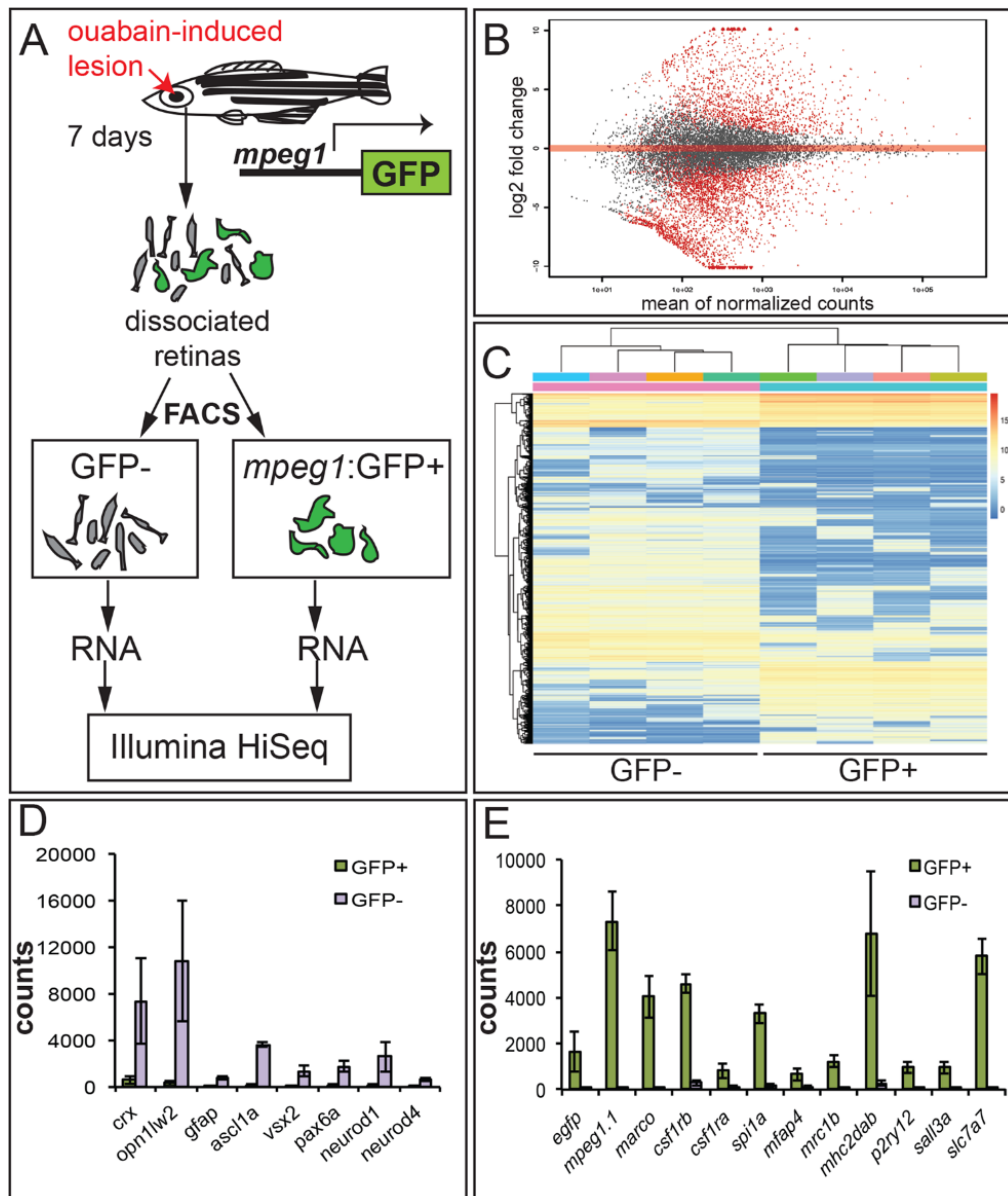 A
ouabain-induced
lesion
7 days
mpeg1
GFP
dissociated
retinas
FACS
GFP-
mpeg1:GFP+
RNA
RNA
Illumina HiSeq
B
log2 fold change
10
5
0
-5
-10
1e+01
1e+02
1e+03
1e+04
1e+05
mean of normalized counts
C
15
10
5
0
GFP-
GFP+
D
counts
20000
16000
12000
8000
4000
0
GFP+
GFP-
crx
opn1lw2
gfap
ascl1a
vsx2
pax6a
neurod1
neurod4
E
counts
10000
8000
6000
4000
2000
0
GFP+
GFP-
egfp
mpeg1.1
marco
csf1rb
csf1ra
spi1a
mfap4
mrc1b
mhc2dab
p2ry12
sall3a
slc7a7